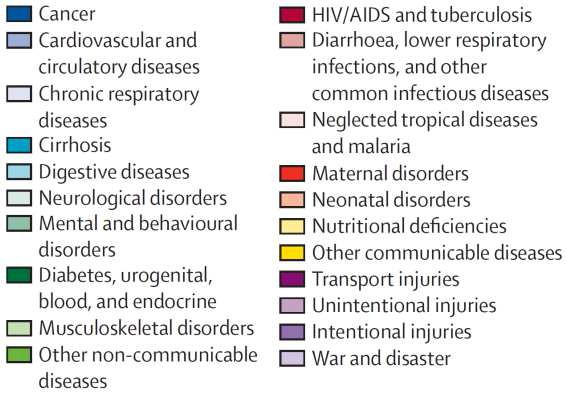 Cancer
Cardiovascular and
circulatory diseases
Chronic respiratory
diseases
Cirrhosis
Digestive diseases
Neurological disorders
Mental and behavioural
disorders
Diabetes, urogenital,
blood, and endocrine
Musculoskeletal disorders
Other non-communicable
diseases
HIV/AIDS and tuberculosis
Diarrhoea, lower respiratory
infections, and other
common infectious diseases
Neglected tropical diseases
and malaria
Maternal disorders
Neonatal disorders
Nutritional deficiencies
Other communicable diseases
Transport injuries
Unintentional injuries
Intentional injuries
War and disaster